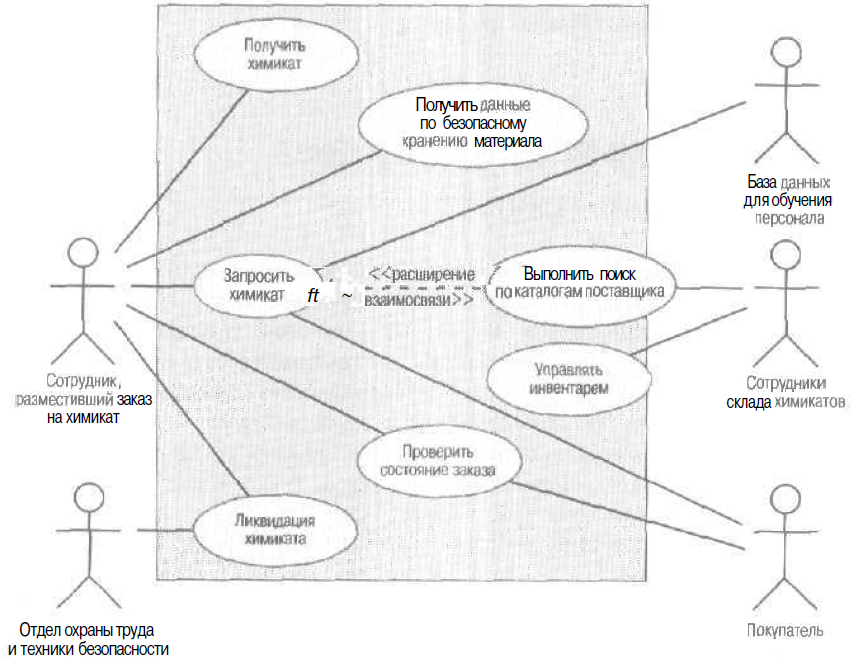 Получить
химикат
Получить данные
по безопасному
хранению материала
База данных
для обучения
персонала
Запросить
химикат
ft ~
<<расширение
взаимосвязи>>
Выполнить поиск
по каталогам поставщика
Управлять
инвентарем
Сотрудник,
разместивший заказ
на химикат
Сотрудники
склада химикатов
Проверить
состояние заказа
Ликвидация
химиката
Отдел охраны труда
и техники безопасности
Покупатель